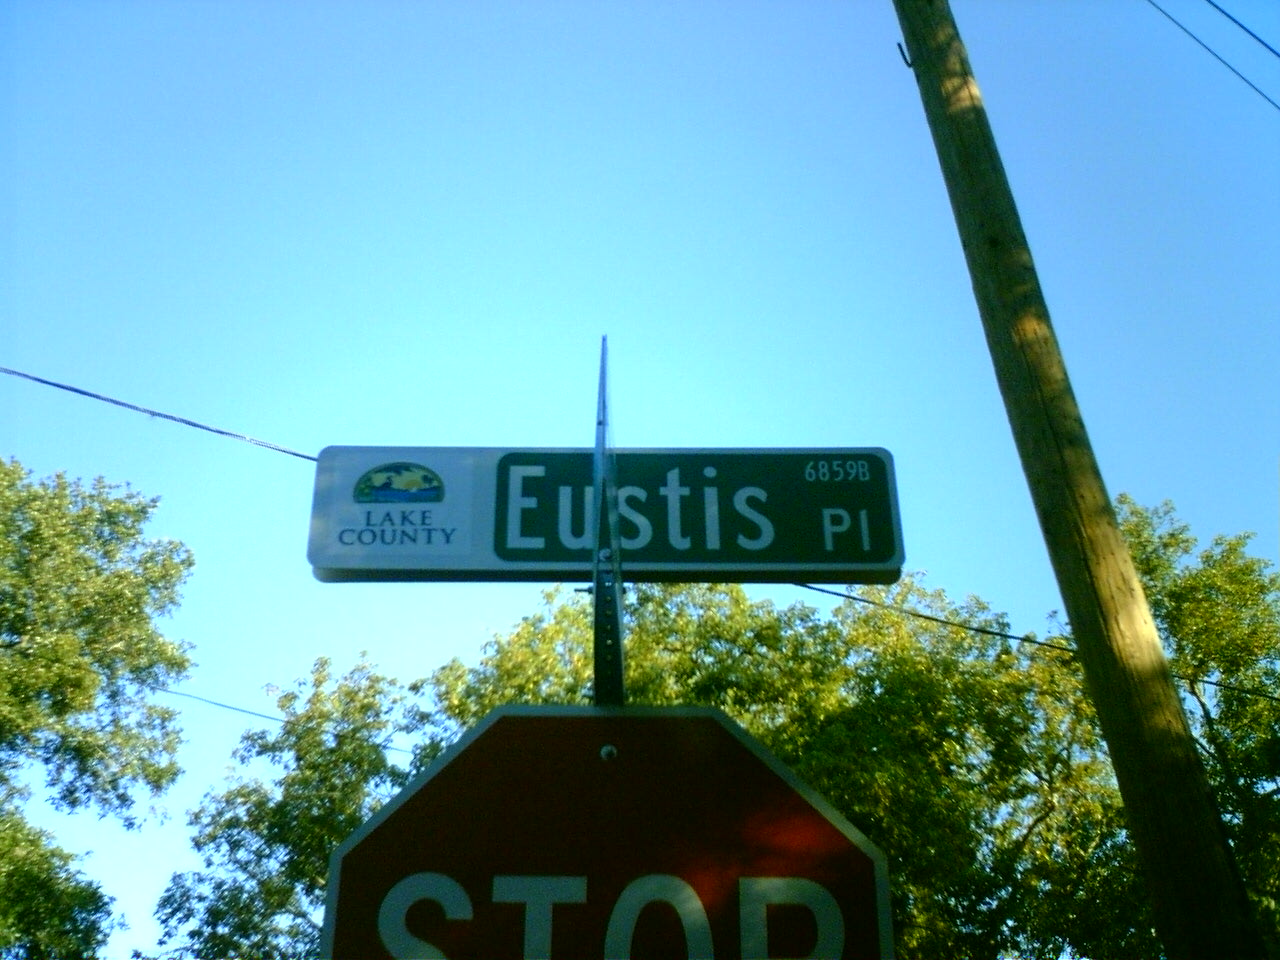 LAKE
COUNTY
Eustis
6859B
Pl
STOP